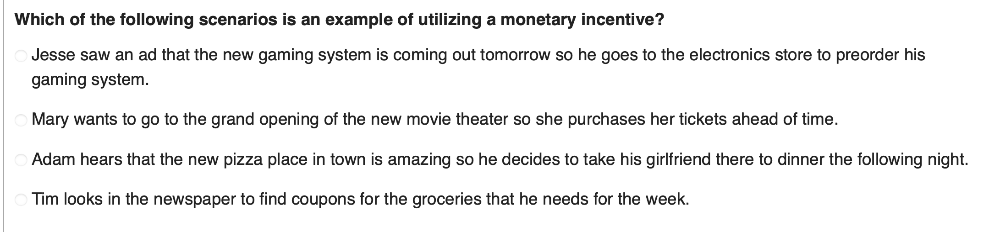 Which of the following scenarios is an example of utilizing a monetary incentive?
Jesse saw an ad that the new gaming system is coming out tomorrow so he goes to the electronics store to preorder his
gaming system.
Mary wants to go to the grand opening of the new movie theater so she purchases her tickets ahead of time.
Adam hears that the new pizza place in town is amazing so he decides to take his girlfriend there to dinner the following night.
Tim looks in the newspaper to find coupons for the groceries that he needs for the week.